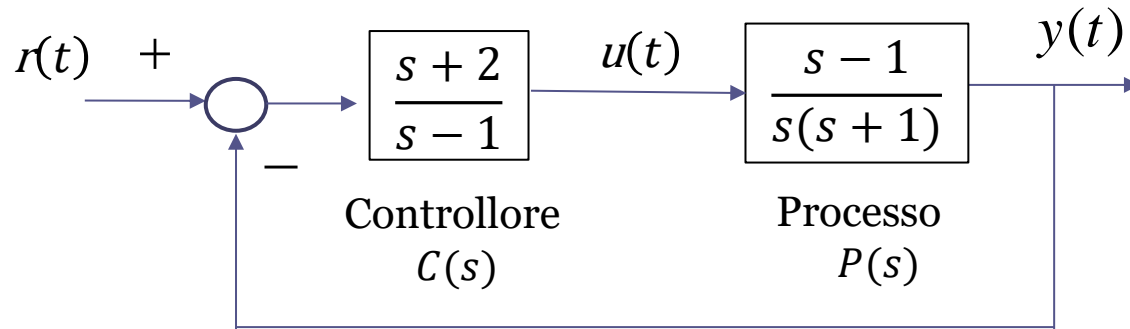 r(t) + − 
s + 2
s − 1
u(t)
s − 1
s(s + 1)
y(t)
Controllore
C(s)
Processo
P(s)